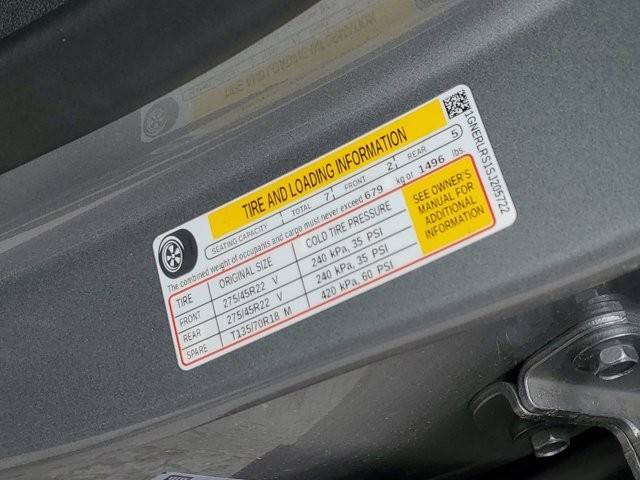 TIRE AND LOADING INFORMATION
SEATING CAPACITY TOTAL 7 FRONT 2 REAR 5
The combined weight of occupants and cargo must never exceed 679 kg or 1496 lbs.
TIRE ORIGINAL SIZE COLD TIRE PRESSURE
FRONT 275/45R22 V 240 kPa, 35 PSI
REAR 275/45R22 V 240 kPa, 35 PSI
SPARE T135/70R18 M 420 kPa, 60 PSI
SEE OWNER'S
MANUAL FOR
ADDITIONAL
INFORMATION
1GNERLRS1SJ205722